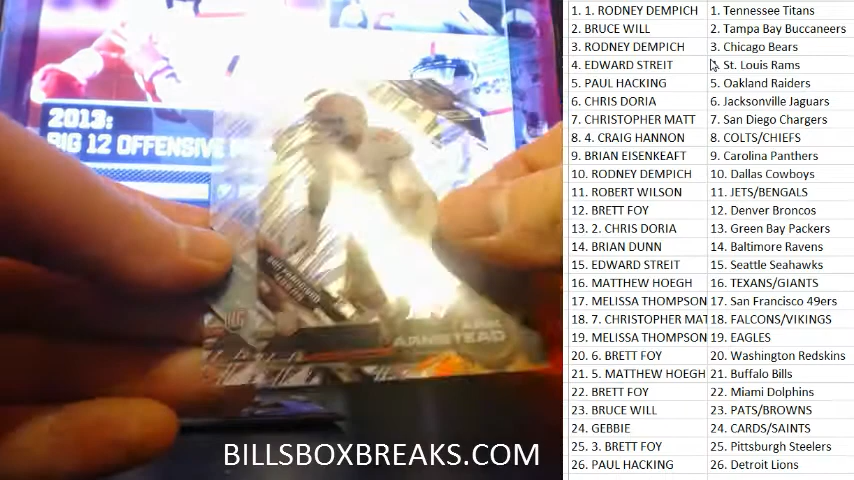 2013:
BIG 12 OFFENSIVE
ARMSTEAD
BILLSBOXBREAKS.COM
1. 1. RODNEY DEMPICH 1. Tennessee Titans
2. BRUCE WILL 2. Tampa Bay Buccaneers
3. RODNEY DEMPICH 3. Chicago Bears
4. EDWARD STREIT St. Louis Rams
5. PAUL HACKING 5. Oakland Raiders
6. CHRIS DORIA 6. Jacksonville Jaguars
7. CHRISTOPHER MATT 7. San Diego Chargers
8. 4. CRAIG HANNON 8. COLTS/CHIEFS
9. BRIAN EISENKEAFT 9. Carolina Panthers
10. RODNEY DEMPICH 10. Dallas Cowboys
11. ROBERT WILSON 11. JETS/BENGALS
12. BRETT FOY 12. Denver Broncos
13. 2. CHRIS DORIA 13. Green Bay Packers
14. BRIAN DUNN 14. Baltimore Ravens
15. EDWARD STREIT 15. Seattle Seahawks
16. MATTHEW HOEGH 16. TEXANS/GIANTS
17. MELISSA THOMPSON 17. San Francisco 49ers
18. 7. CHRISTOPHER MAT 18. FALCONS/VIKINGS
19. MELISSA THOMPSON 19. EAGLES
20. 6. BRETT FOY 20. Washington Redskins
21. 5. MATTHEW HOEGH 21. Buffalo Bills
22. BRETT FOY 22. Miami Dolphins
23. BRUCE WILL 23. PATS/BROWNS
24. GEBBIE 24. CARDS/SAINTS
25. 3. BRETT FOY 25. Pittsburgh Steelers
26. PAUL HACKING 26. Detroit Lions